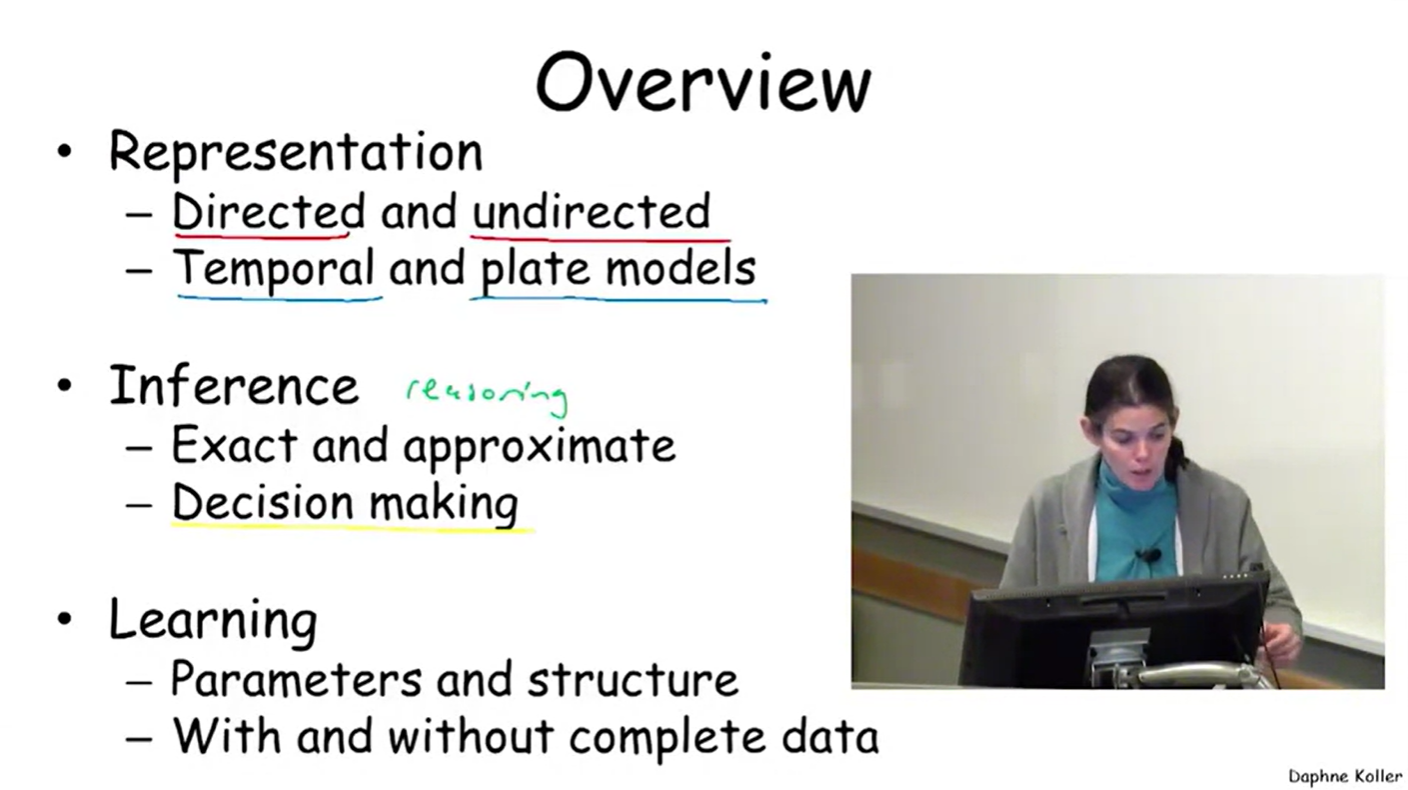 Overview
• Representation
– Directed and undirected
– Temporal and plate models
• Inference reasoning
– Exact and approximate
– Decision making
• Learning
– Parameters and structure
– With and without complete data
Daphne Koller